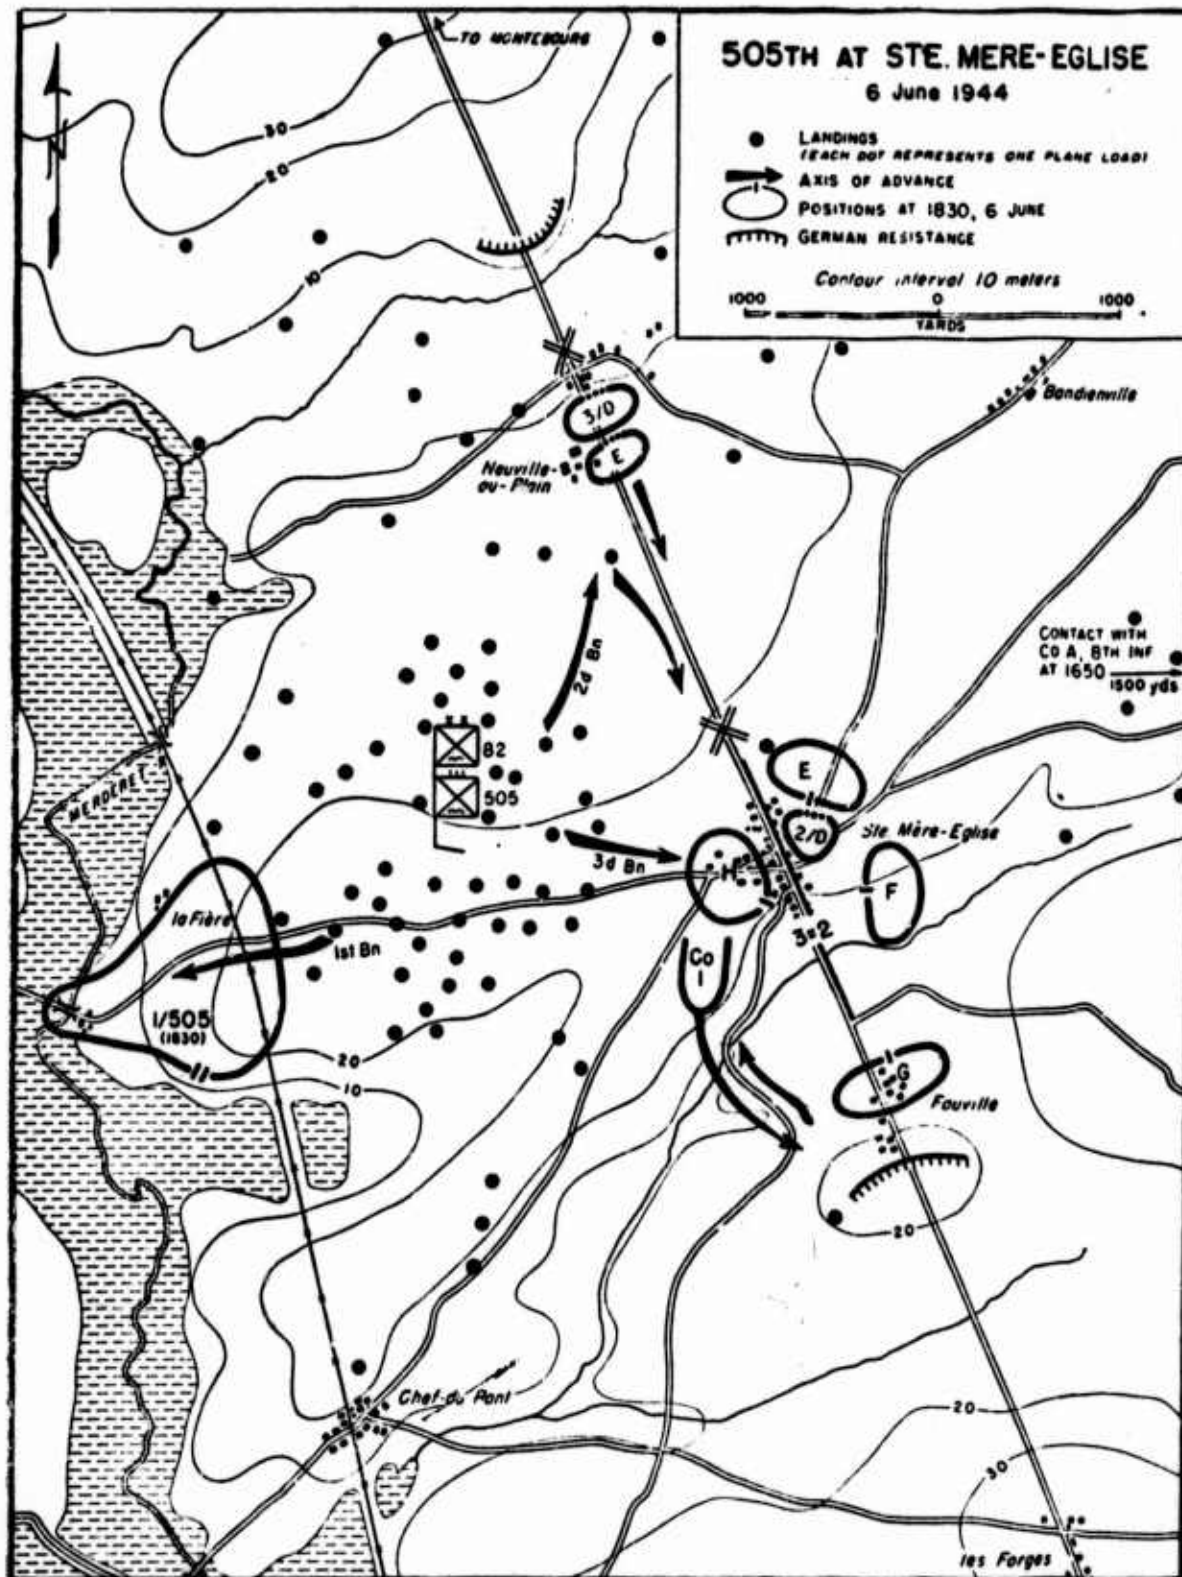 TO MONTEBOURG
505TH AT STE. MERE-EGLISE
6 June 1944
LANDINGS
(EACH DOT REPRESENTS ONE PLANE LOAD)
AXIS OF ADVANCE
POSITIONS AT 1830, 6 JUNE
GERMAN RESISTANCE
Contour interval 10 meters
1000 0 1000
YARDS
30
20
10
3/D
E
Neuville-
au-Plain
Bandienville
CONTACT WITH
CO A, 8TH INF
AT 1650
1500 yds
2d Bn
82
505
MERDERET
E
2/D
Ste. Mère-Eglise
3d Bn
H
F
la Fière
1st Bn
3=2
Co
I
1/505
(1830)
20
10
G
Fauville
20
Chef-du Pont
20
30
les Forges